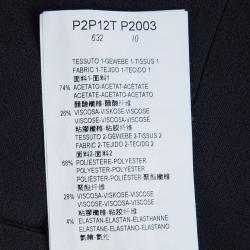 P2P12T P2003
632 10
TESSUTO 1-GEWEBE 1-TISSUS 1
FABRIC 1-TEJIDO 1-TECIDO 1
面料1-面料1
74% ACETATO-ACETAT-ACETATE
ACETATO-ACETATO-ACETATO
醋酸纖維-醋酸纤维
26% VISCOSA-VISKOSE-VISCOSE
VISCOSE-VISCOSA-VISCOSE
粘膠纖維-粘胶纤维
TESSUTO 2-GEWEBE 2-TISSUS 2
FABRIC 2-TEJIDO 2-TECIDO 2
面料2-面料2
68% POLIESTERE-POLYESTER
POLYESTER-POLYESTER
POLIÉSTER-POLIÉSTER-聚酯纖維
聚酯纤维
28% VISCOSA-VISKOSE-VISCOSE
VISCOSE-VISCOSA-VISCOSE
粘膠纖維-粘胶纤维
4% ELASTAN-ELASTAN-ELASTHANNE
ELASTANE-ELASTANO-ELASTANO
氨綸-氨纶